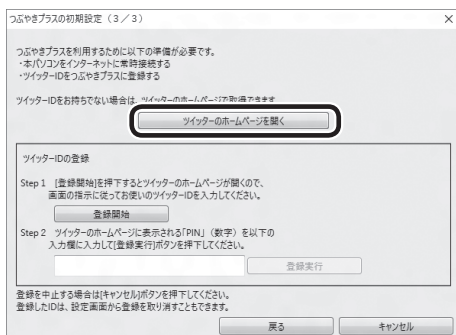 つぶやきプラスの初期設定（3／3）
つぶやきプラスを利用するために以下の準備が必要です。
・本パソコンをインターネットに常時接続する
・ツイッターIDをつぶやきプラスに登録する
ツイッターIDをお持ちでない場合は、ツイッターのホームページで取得できます
ツイッターのホームページを開く
ツイッターIDの登録
Step 1 [登録開始]を押下するとツイッターのホームページが開くので、
画面の指示に従ってお使いのツイッターIDを入力してください。
登録開始
Step 2 ツイッターのホームページに表示される「PIN」（数字）を以下の
入力欄に入力して[登録実行]ボタンを押下してください。
登録実行
登録を中止する場合は[キャンセル]ボタンを押下してください。
登録したIDは、設定画面から登録を取り消すこともできます。
戻る
キャンセル